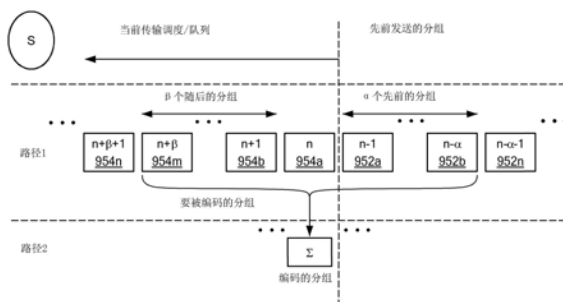 S
当前传输调度/队列
先前发送的分组
β个随后的分组
α个先前的分组
路径1
n+β+1
954n
n+β
954m
n+1
954b
n
954a
n-1
952a
n-α
952b
n-α-1
952n
要被编码的分组
路径2
Σ
编码的分组